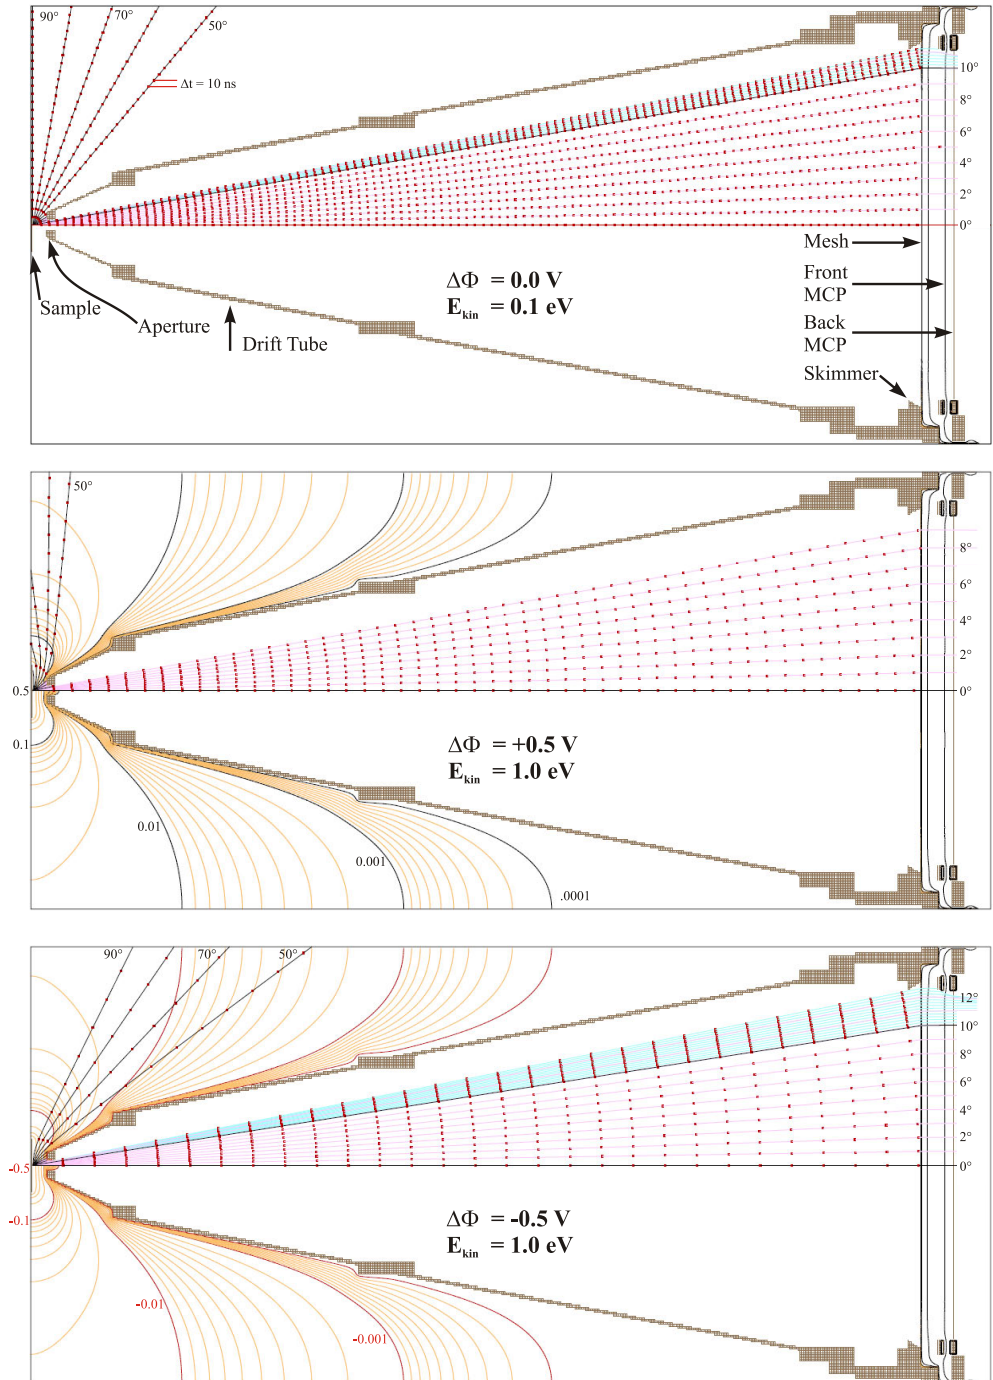 90°
70°
50°
Δt = 10 ns
10°
8°
6°
4°
2°
0°
Mesh
Front
MCP
Back
MCP
Skimmer
Sample
Aperture
Drift Tube
ΔΦ = 0.0 V
Ekin = 0.1 eV
50°
8°
6°
4°
2°
0°
0.5
0.1
0.01
0.001
.0001
ΔΦ = +0.5 V
Ekin = 1.0 eV
90°
70°
50°
12°
10°
8°
6°
4°
2°
0°
-0.5
-0.1
-0.01
-0.001
ΔΦ = -0.5 V
Ekin = 1.0 eV